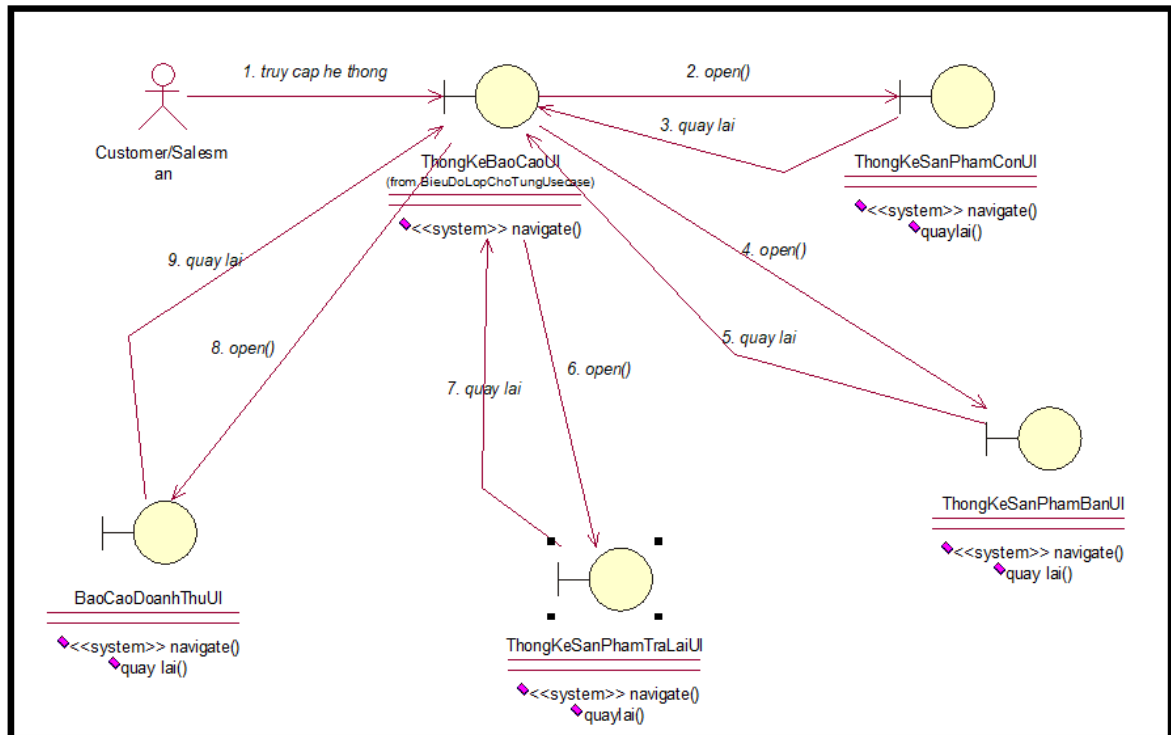 1. truy cap he thong
2. open()
3. quay lai
Customer/Salesm
an
ThongKeBaoCaoUI
(from BieuDoLopChoTungUsecase)
<<system>> navigate()
ThongKeSanPhamConUI
<<system>> navigate()
quaylai()
4. open()
9. quay lai
8. open()
5. quay lai
6. open()
7. quay lai
ThongKeSanPhamBanUI
<<system>> navigate()
quay lai()
BaoCaoDoanhThuUI
<<system>> navigate()
quay lai()
ThongKeSanPhamTraLaiUI
<<system>> navigate()
quaylai()